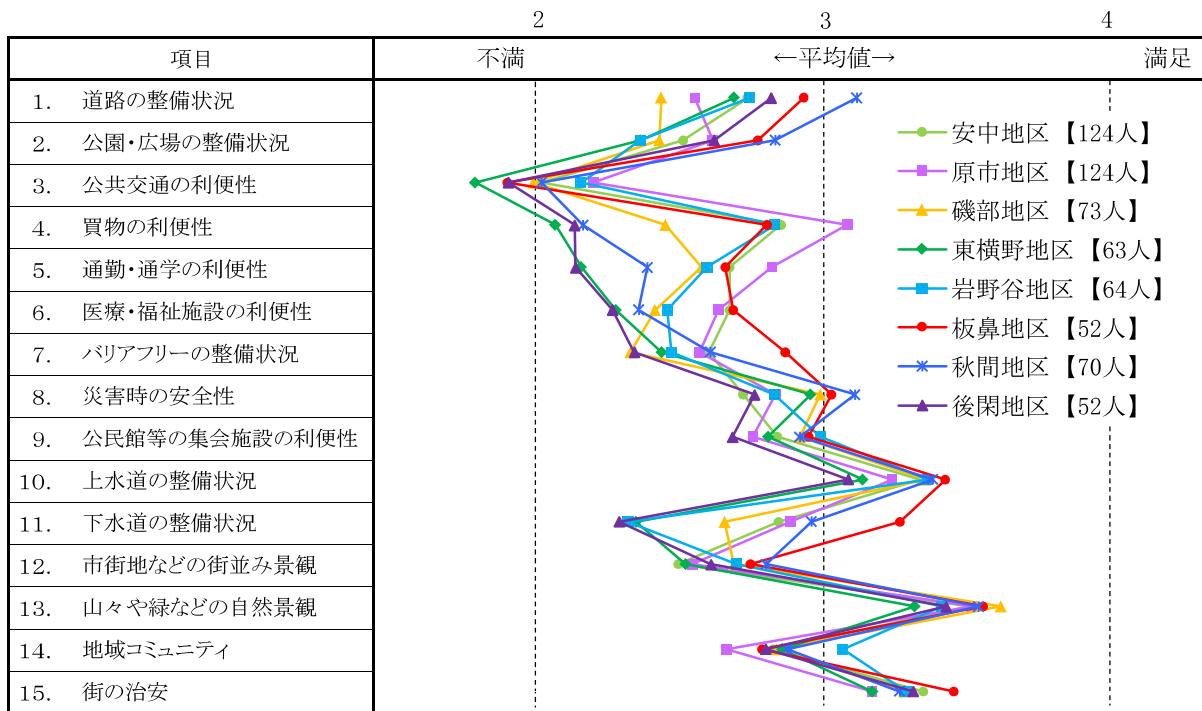 2 3 4
項目 不満 ←平均値→ 満足
1. 道路の整備状況
2. 公園・広場の整備状況
3. 公共交通の利便性
4. 買物の利便性
5. 通勤・通学の利便性
6. 医療・福祉施設の利便性
7. バリアフリーの整備状況
8. 災害時の安全性
9. 公民館等の集会施設の利便性
10. 上水道の整備状況
11. 下水道の整備状況
12. 市街地などの街並み景観
13. 山々や緑などの自然景観
14. 地域コミュニティ
15. 街の治安
安中地区【124人】
原市地区【124人】
磯部地区【73人】
東横野地区【63人】
岩野谷地区【64人】
板鼻地区【52人】
秋間地区【70人】
後閑地区【52人】